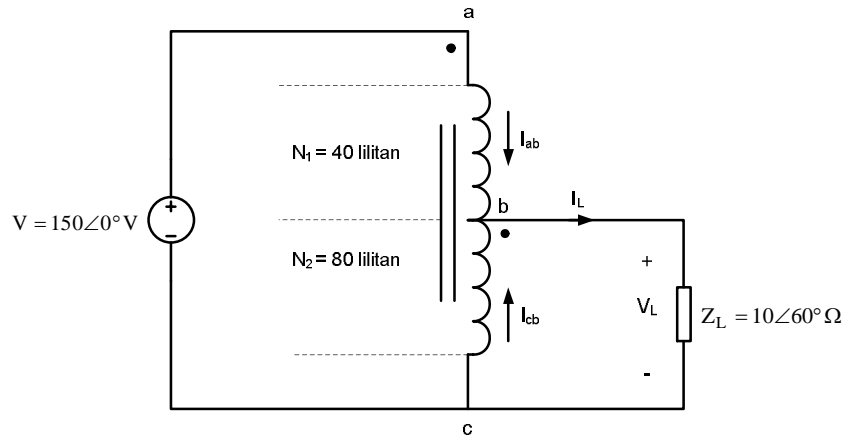 a
N₁ = 40 lilitan
I_ab
b
I_L
V = 150∠0° V
+
−
N₂ = 80 lilitan
I_cb
+
V_L
-
Z_L = 10∠60° Ω
c